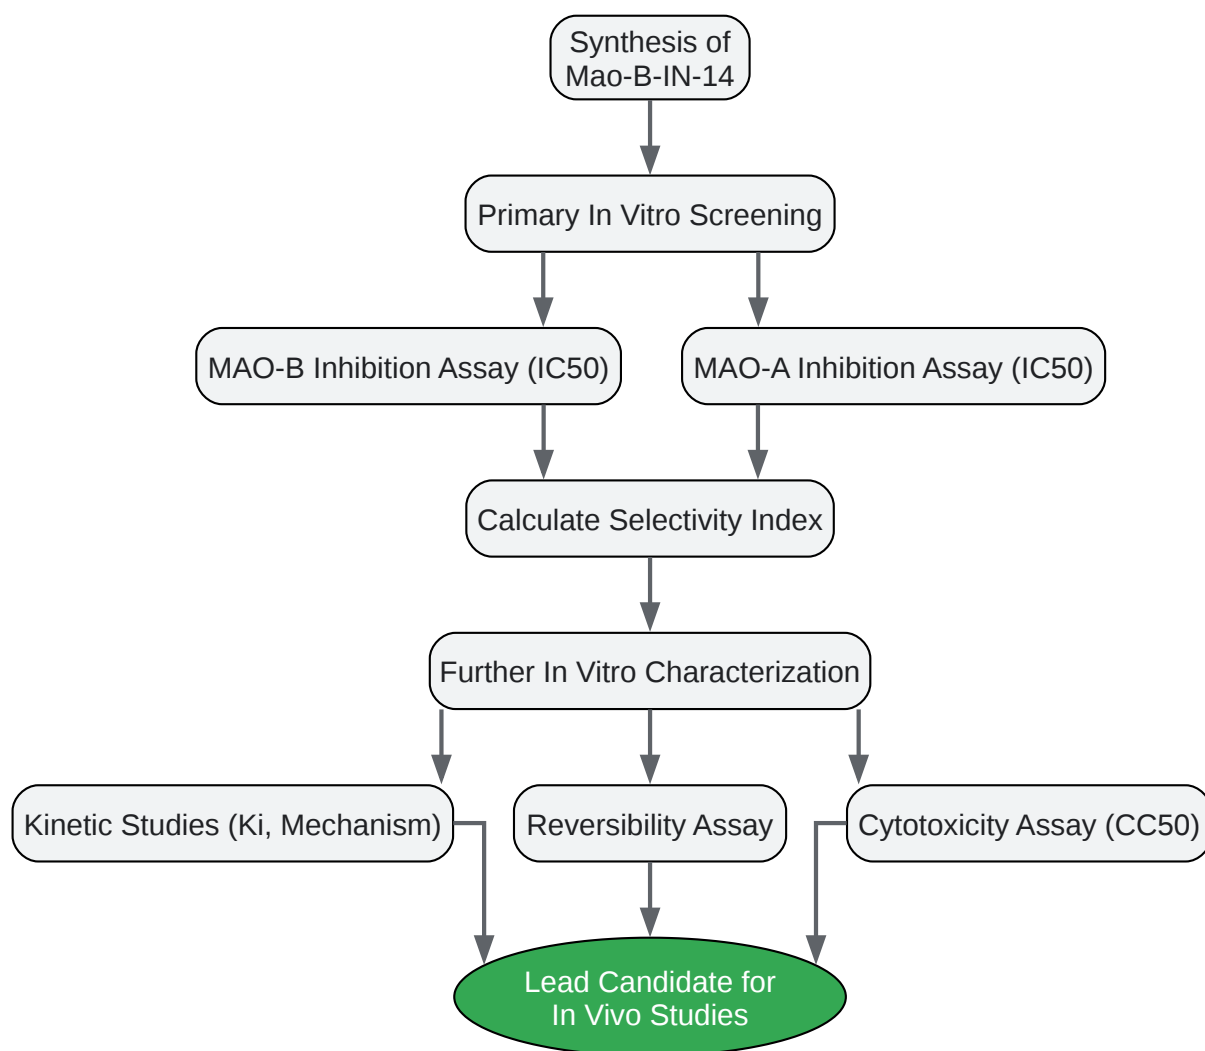 Synthesis of
Mao-B-IN-14
Primary In Vitro Screening
MAO-B Inhibition Assay (IC50)
MAO-A Inhibition Assay (IC50)
Calculate Selectivity Index
Further In Vitro Characterization
Kinetic Studies (Ki, Mechanism)
Reversibility Assay
Cytotoxicity Assay (CC50)
Lead Candidate for
In Vivo Studies